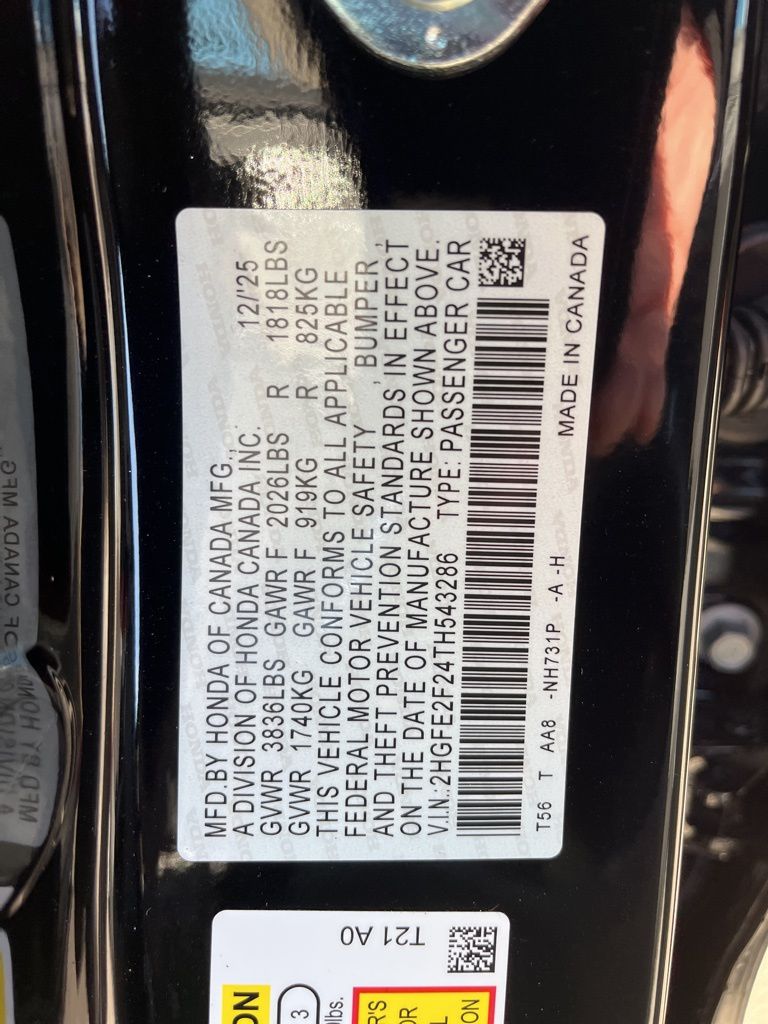 MFD.BY HONDA OF CANADA MFG.,
A DIVISION OF HONDA CANADA INC. 12/'25
GVWR 3836LBS GAWR F 2026LBS R 1818LBS
GVWR 1740KG GAWR F 919KG R 825KG
THIS VEHICLE CONFORMS TO ALL APPLICABLE
FEDERAL MOTOR VEHICLE SAFETY , BUMPER ,
AND THEFT PREVENTION STANDARDS IN EFFECT
ON THE DATE OF MANUFACTURE SHOWN ABOVE.
V.I.N.:2HGFE2F24TH543286 TYPE: PASSENGER CAR
T56 T AA8 -NH731P -A -H MADE IN CANADA
T21 A0
3
lbs.